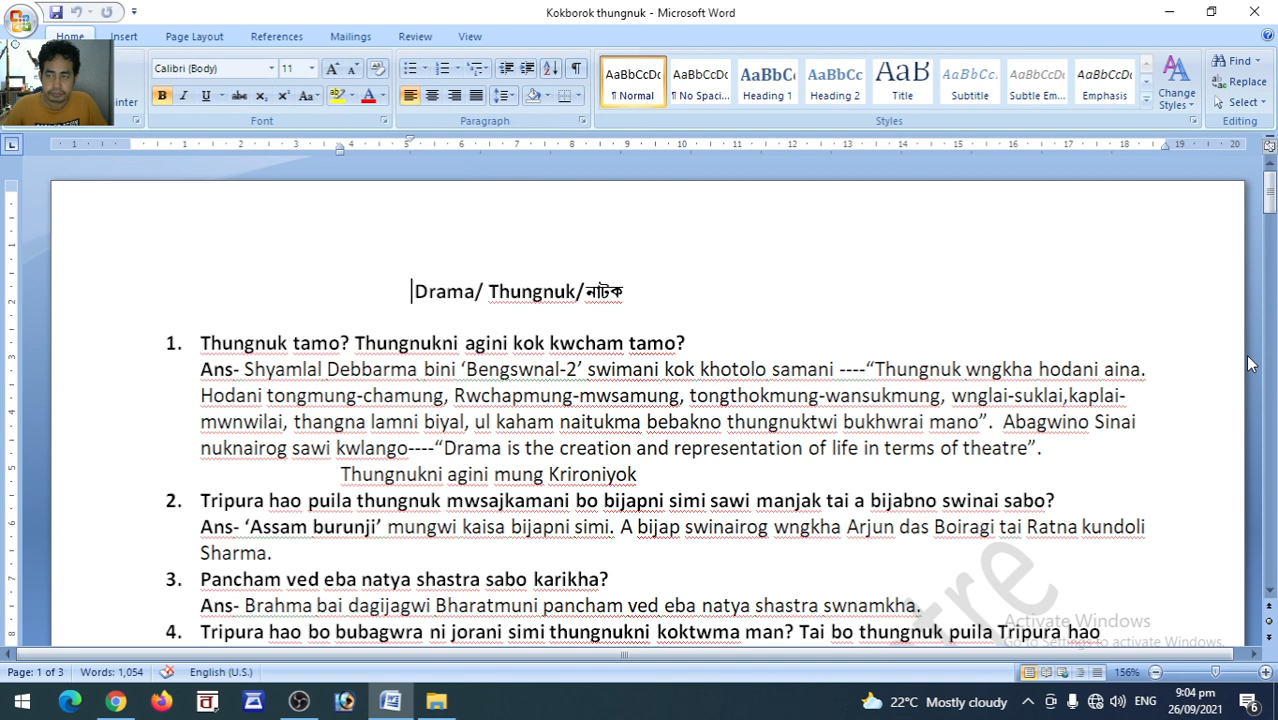 Kokborok thungnuk - Microsoft Word
Home Insert Page Layout References Mailings Review View
Calibri (Body) 11
Font Paragraph Styles Editing
AaBbCcDc AaBbCcDc AaBbCc AaBbCc AaB AaBbCc. AaBbCcDc AaBbCcDc
¶ Normal ¶ No Spaci... Heading 1 Heading 2 Title Subtitle Subtle Em... Emphasis
Change Styles
Find
Replace
Select
Drama/ Thungnuk/নাটক
1. Thungnuk tamo? Thungnukni agini kok kwcham tamo?
Ans- Shyamlal Debbarma bini ‘Bengswnal-2’ swimani kok khotolo samani ----“Thungnuk wngkha hodani aina.
Hodani tongmung-chamung, Rwchapmung-mwsamung, tongthokmung-wansukmung, wnglai-suklai,kaplai-
mwnwilai, thangna lamni biyal, ul kaham naitukma bebakno thungnuktwi bukhwrai mano”. Abagwino Sinai
nuknairog sawi kwlango----“Drama is the creation and representation of life in terms of theatre”.
Thungnukni agini mung Krironiyok
2. Tripura hao puila thungnuk mwsajkamani bo bijapni simi sawi manjak tai a bijabno swinai sabo?
Ans- ‘Assam burunji’ mungwi kaisa bijapni simi. A bijap swinairog wngkha Arjun das Boiragi tai Ratna kundoli
Sharma.
3. Pancham ved eba natya shastra sabo karikha?
Ans- Brahma bai dagijagwi Bharatmuni pancham ved eba natya shastra swnamkha.
4. Tripura hao bo bubagwra ni jorani simi thungnukni koktwma man? Tai bo thungnuk puila Tripura hao
tre
Activate Windows
Go to Settings to activate Windows.
Page: 1 of 3 Words: 1,054 English (U.S.) 156%
22°C Mostly cloudy ENG 9:04 pm
26/09/2021 6